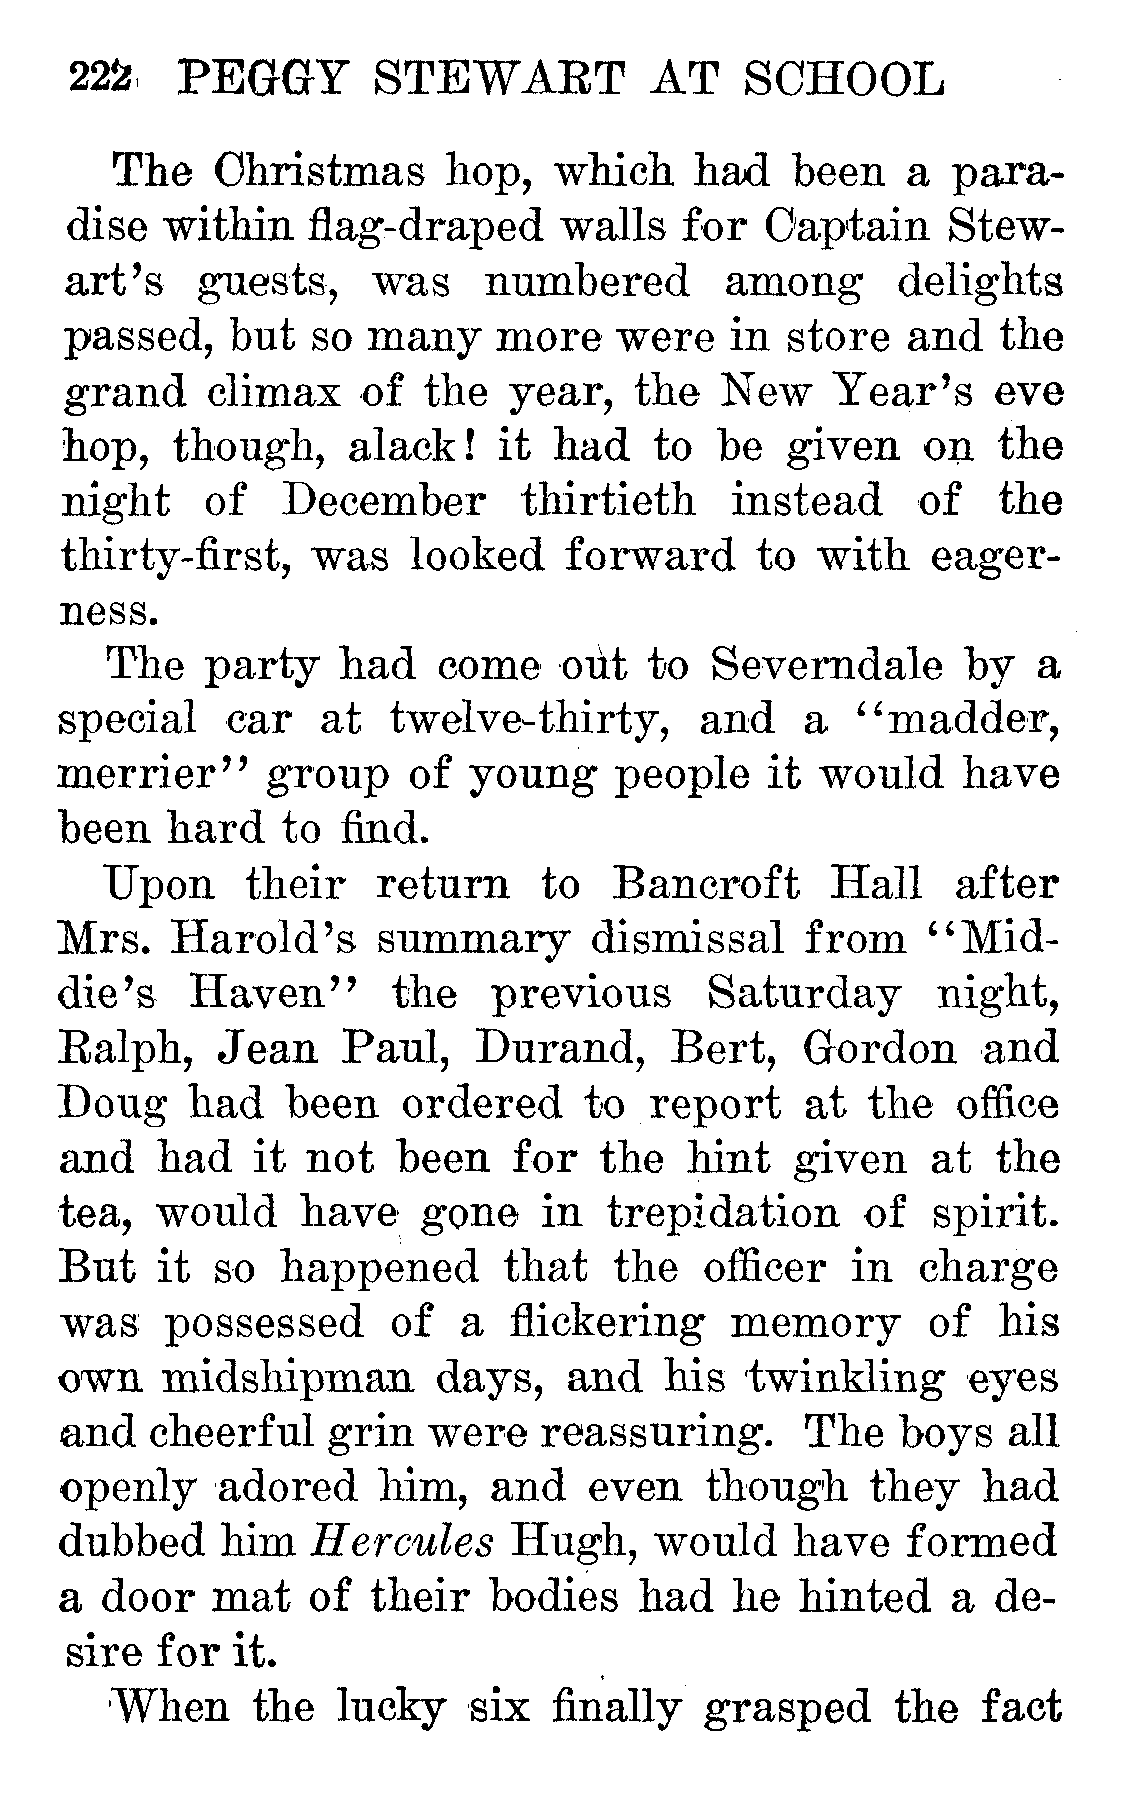 222 PEGGY STEWART AT SCHOOL
The Christmas hop, which had been a para-
dise within flag-draped walls for Captain Stew-
art's guests, was numbered among delights
passed, but so many more were in store and the
grand climax of the year, the New Year's eve
hop, though, alack! it had to be given on the
night of December thirtieth instead of the
thirty-first, was looked forward to with eager-
ness.
The party had come out to Severndale by a
special car at twelve-thirty, and a "madder,
merrier" group of young people it would have
been hard to find.
Upon their return to Bancroft Hall after
Mrs. Harold's summary dismissal from "Mid-
die's Haven" the previous Saturday night,
Ralph, Jean Paul, Durand, Bert, Gordon and
Doug had been ordered to report at the office
and had it not been for the hint given at the
tea, would have gone in trepidation of spirit.
But it so happened that the officer in charge
was possessed of a flickering memory of his
own midshipman days, and his twinkling eyes
and cheerful grin were reassuring. The boys all
openly adored him, and even though they had
dubbed him Hercules Hugh, would have formed
a door mat of their bodies had he hinted a de-
sire for it.
When the lucky six finally grasped the fact